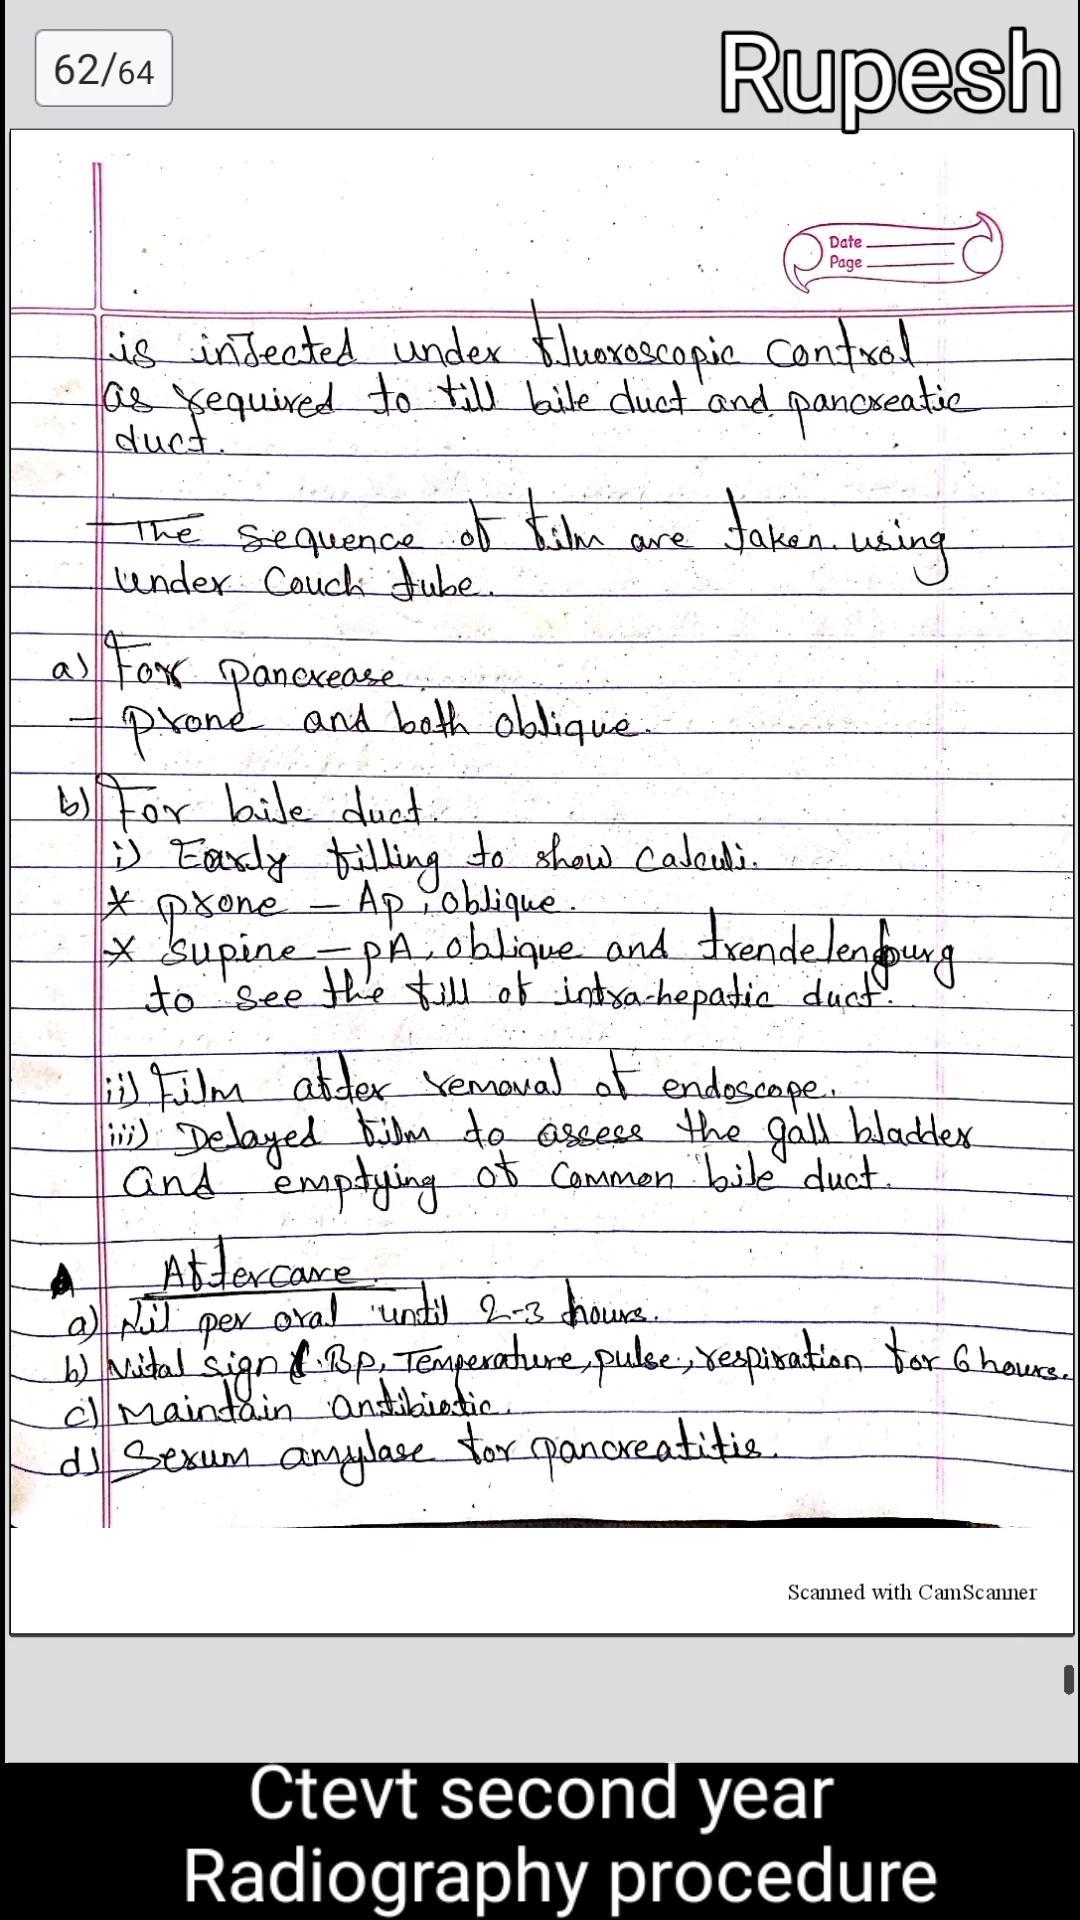 62/64
Rupesh
Date
Page
is injected under fluoroscopic control
as required to fill bile duct and pancreatic
duct.
The sequence of film are taken using
under couch tube.
a) For pancrease.
- prone and both oblique.
b) For bile duct.
i) Early filling to show calculi.
* prone - Ap, oblique.
* supine - pA, oblique and trendelenburg
to see the fill of intra-hepatic duct.
ii) Film after removal of endoscope.
iii) Delayed film to assess the gall bladder
and emptying of common bile duct.
Aftercare
a) Nil per oral until 2-3 hours.
b) Vital sign Bp, Temperature, pulse, respiration for 6 hours.
c) Maintain antibiotic.
d) Serum amylase for pancreatitis.
Scanned with CamScanner
Ctevt second year
Radiography procedure